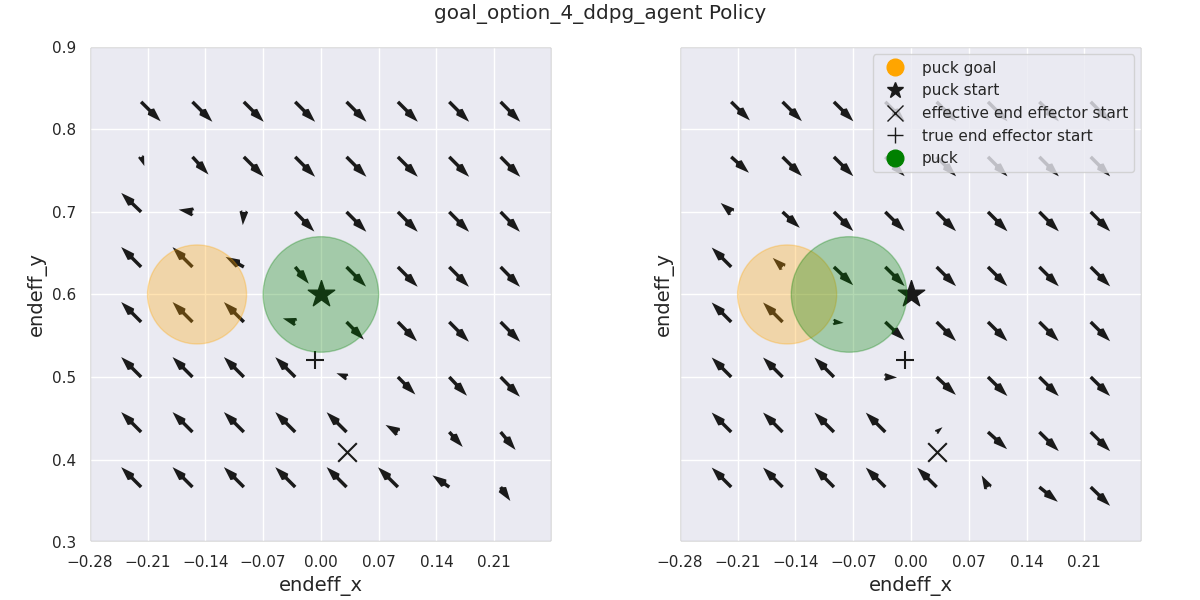 goal_option_4_ddpg_agent Policy
endeff_y
0.9
0.8
0.7
0.6
0.5
0.4
0.3
−0.28 −0.21 −0.14 −0.07 0.00 0.07 0.14 0.21
endeff_x
endeff_y
puck goal
puck start
effective end effector start
true end effector start
puck
−0.28 −0.21 −0.14 −0.07 0.00 0.07 0.14 0.21
endeff_x